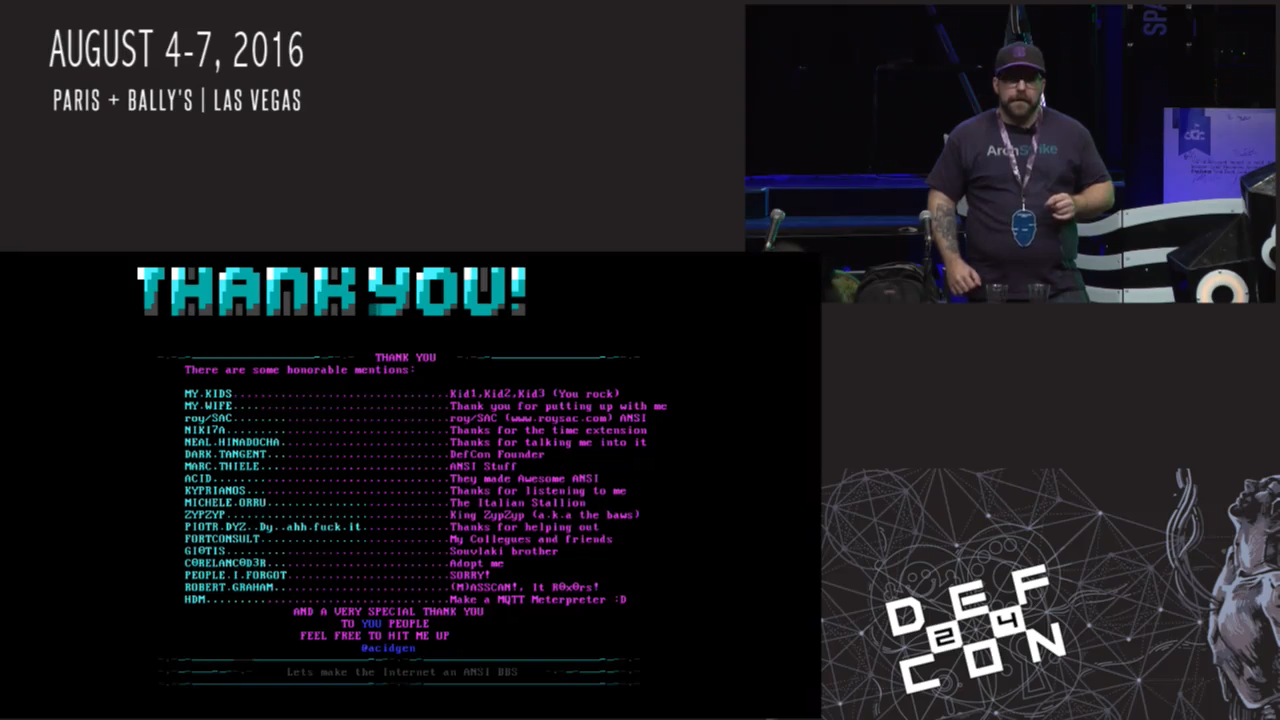 AUGUST 4-7, 2016
PARIS + BALLY'S | LAS VEGAS
SPA
ArchStrike
THANK YOU!
THANK YOU
There are some honorable mentions:
MY.KIDS................................Kid1,Kid2,Kid3 (You rock)
MY.WIFE................................Thank you for putting up with me
roy/SAC................................roy/SAC (www.roysac.com) ANSI
NIKI7A.................................Thanks for the time extension
NEAL.HINADOCHA.........................Thanks for talking me into it
DARK.TANGENT...........................DefCon Founder
MARC.THIELE............................ANSI Stuff
ACID...................................They made Awesome ANSI
KYPRIANOS..............................Thanks for listening to me
MICHELE.ORRU...........................The Italian Stallion
ZYPZYP.................................King ZypZyp (a.k.a the baws)
PIOTR.DYZ..Dy..ahh.fuck.it.............Thanks for helping out
FORTCONSULT............................My Collegues and friends
GI0TIS.................................Souvlaki brother
C0RELANC0D3R...........................Adopt me
PEOPLE.I.FORGOT........................SORRY!
ROBERT.GRAHAM..........................(M)ASSCAN!, It R0x0rs!
HDM....................................Make a MQTT Meterpreter :D
AND A VERY SPECIAL THANK YOU
TO YOU PEOPLE
FEEL FREE TO HIT ME UP
@acidgen
Lets make the Internet an ANSI BBS
DEF
24
CON